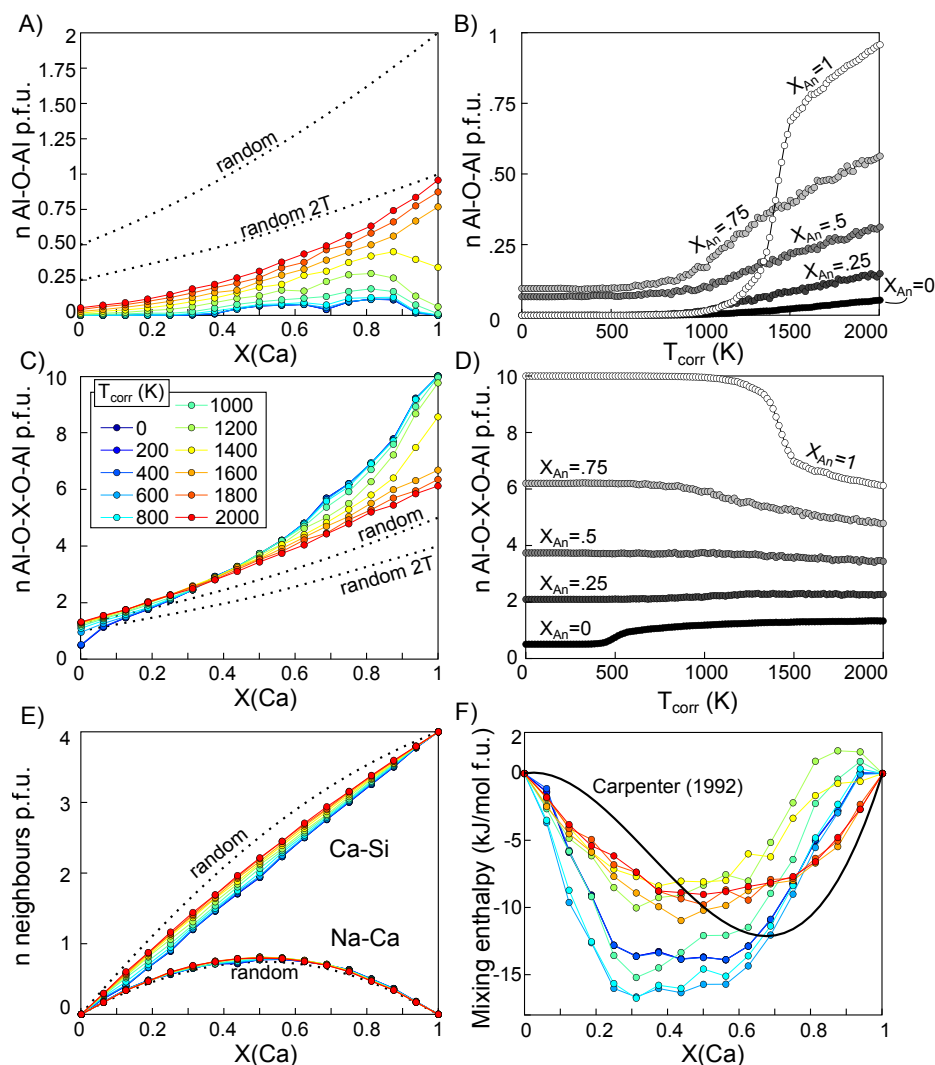 A)
2
1.75
1.50
1.25
1
0.75
0.50
0.25
0
n Al-O-Al p.f.u.
random
random 2T
0 0.2 0.4 0.6 0.8 1
X(Ca)
B)
1
.75
.5
.25
0
n Al-O-Al p.f.u.
X_An=1
X_An=.75
X_An=.5
X_An=.25
X_An=0
0 500 1000 1500 2000
T_corr (K)
C)
10
8
6
4
2
0
n Al-O-X-O-Al p.f.u.
T_corr (K)
0
200
400
600
800
1000
1200
1400
1600
1800
2000
random
random 2T
0 0.2 0.4 0.6 0.8 1
X(Ca)
D)
10
8
6
4
2
0
n Al-O-X-O-Al p.f.u.
X_An=1
X_An=.75
X_An=.5
X_An=.25
X_An=0
0 500 1000 1500 2000
T_corr (K)
E)
4
3
2
1
0
n neighbours p.f.u.
random
Ca-Si
Na-Ca
random
0 0.2 0.4 0.6 0.8 1
X(Ca)
F)
2
0
-5
-10
-15
Mixing enthalpy (kJ/mol f.u.)
Carpenter (1992)
0 0.2 0.4 0.6 0.8 1
X(Ca)